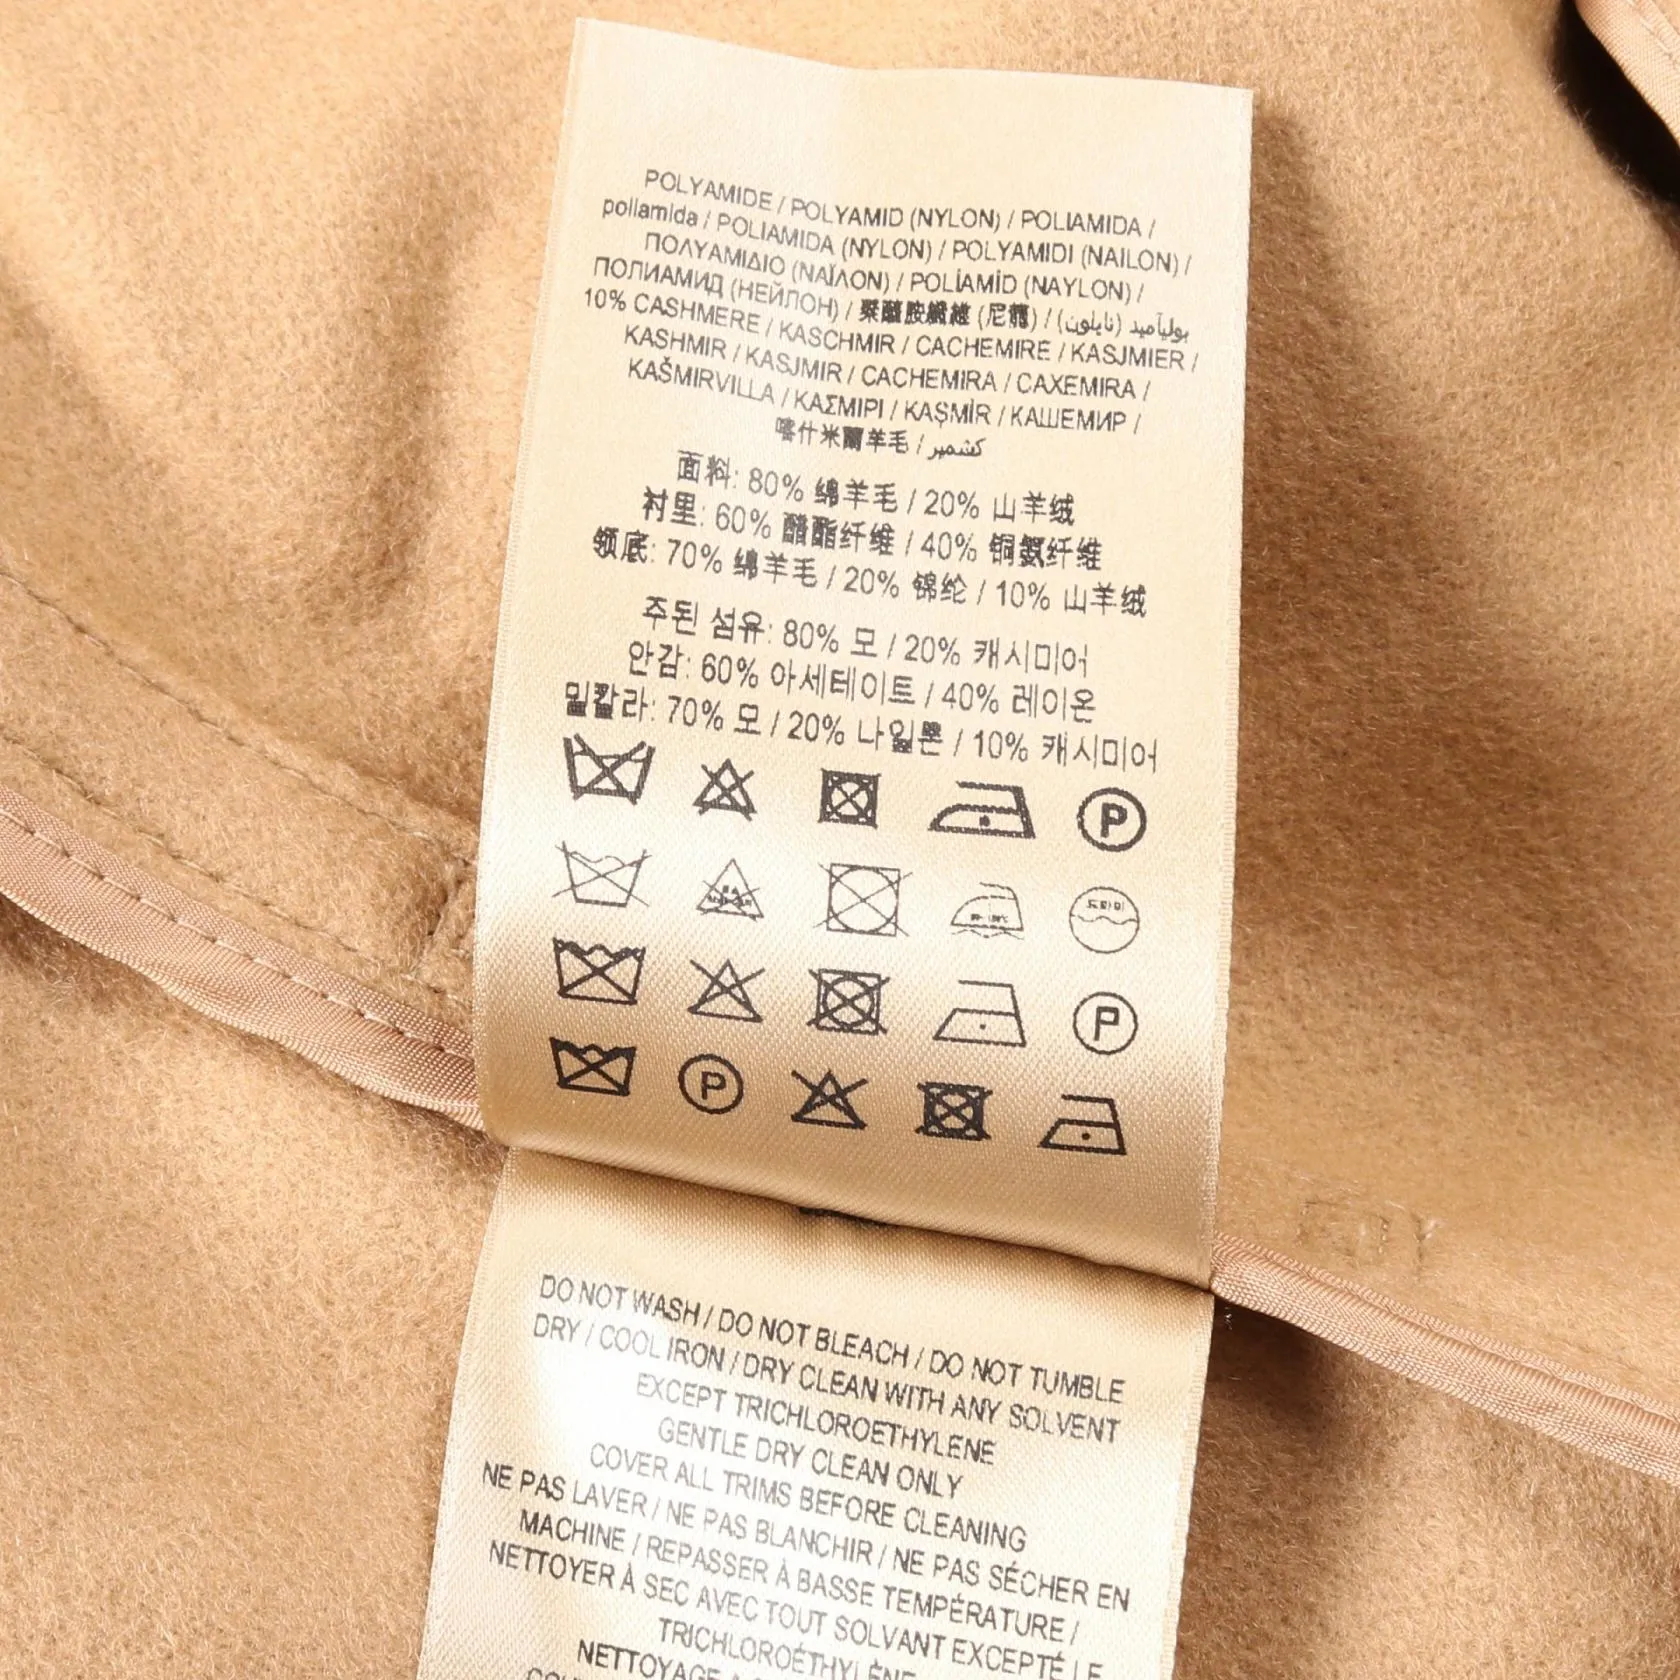 POLYAMIDE / POLYAMID (NYLON) / POLIAMIDA /
poliamida / POLIAMIDA (NYLON) / POLYAMIDI (NAILON) /
ΠΟΛΥΑΜΙΔΙΟ (ΝΑΪΛΟΝ) / POLİAMİD (NAYLON) /
ПОЛИАМИД (НЕЙЛОН) / 聚醯胺纖維 (尼龍) / بوليآميد (نايلون)
10% CASHMERE / KASCHMIR / CACHEMIRE / KASJMIER /
KASHMIR / KASJMIR / CACHEMIRA / CAXEMIRA /
KAŠMIRVILLA / ΚΑΣΜΙΡΙ / KAŞMİR / КАШЕМИР /
喀什米爾羊毛 / كشمير
面料: 80% 绵羊毛 / 20% 山羊绒
衬里: 60% 醋酯纤维 / 40% 铜氨纤维
领底: 70% 绵羊毛 / 20% 锦纶 / 10% 山羊绒
주된 섬유: 80% 모 / 20% 캐시미어
안감: 60% 아세테이트 / 40% 레이온
밑칼라: 70% 모 / 20% 나일론 / 10% 캐시미어
P
드라이
P
P
DO NOT WASH / DO NOT BLEACH / DO NOT TUMBLE
DRY / COOL IRON / DRY CLEAN WITH ANY SOLVENT
EXCEPT TRICHLOROETHYLENE
GENTLE DRY CLEAN ONLY
COVER ALL TRIMS BEFORE CLEANING
NE PAS LAVER / NE PAS BLANCHIR / NE PAS SÉCHER EN
MACHINE / REPASSER À BASSE TEMPÉRATURE /
NETTOYER À SEC AVEC TOUT SOLVANT EXCEPTÉ LE
TRICHLOROÉTHYLÈNE
NETTOYAGE